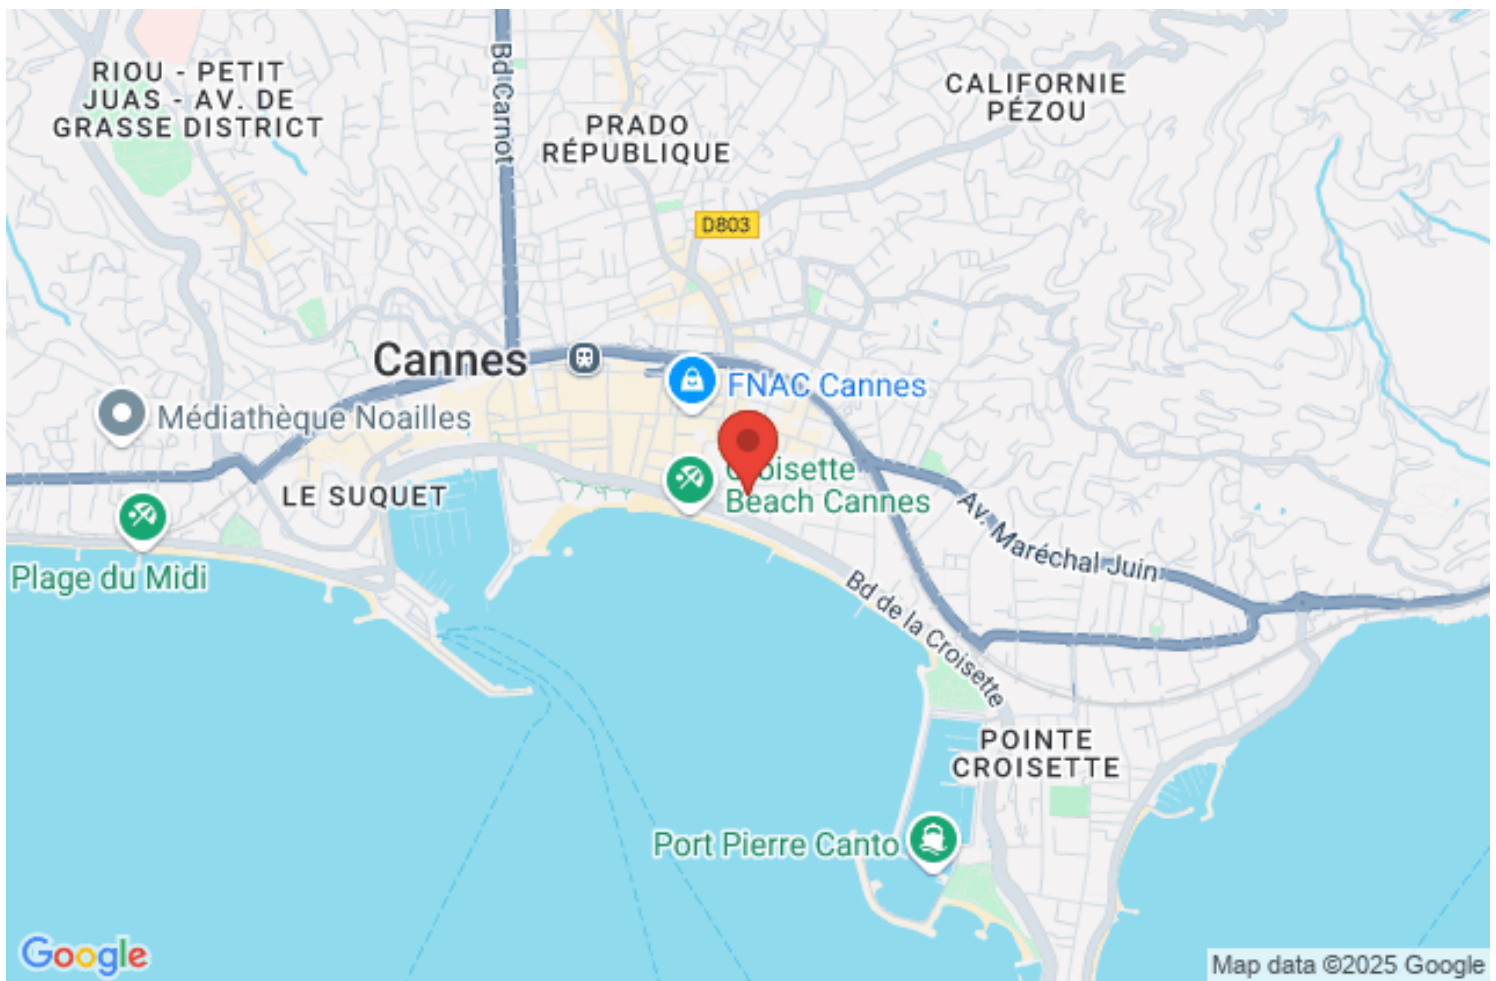 RIOU - PETIT
JUAS - AV. DE
GRASSE DISTRICT
Bd Carnot
PRADO
RÉPUBLIQUE
CALIFORNIE
PÉZOU
D803
Cannes
FNAC Cannes
Médiathèque Noailles
Croisette
Beach Cannes
LE SUQUET
Av. Maréchal Juin
Plage du Midi
Bd de la Croisette
POINTE
CROISETTE
Port Pierre Canto
Google
Map data ©2025 Google